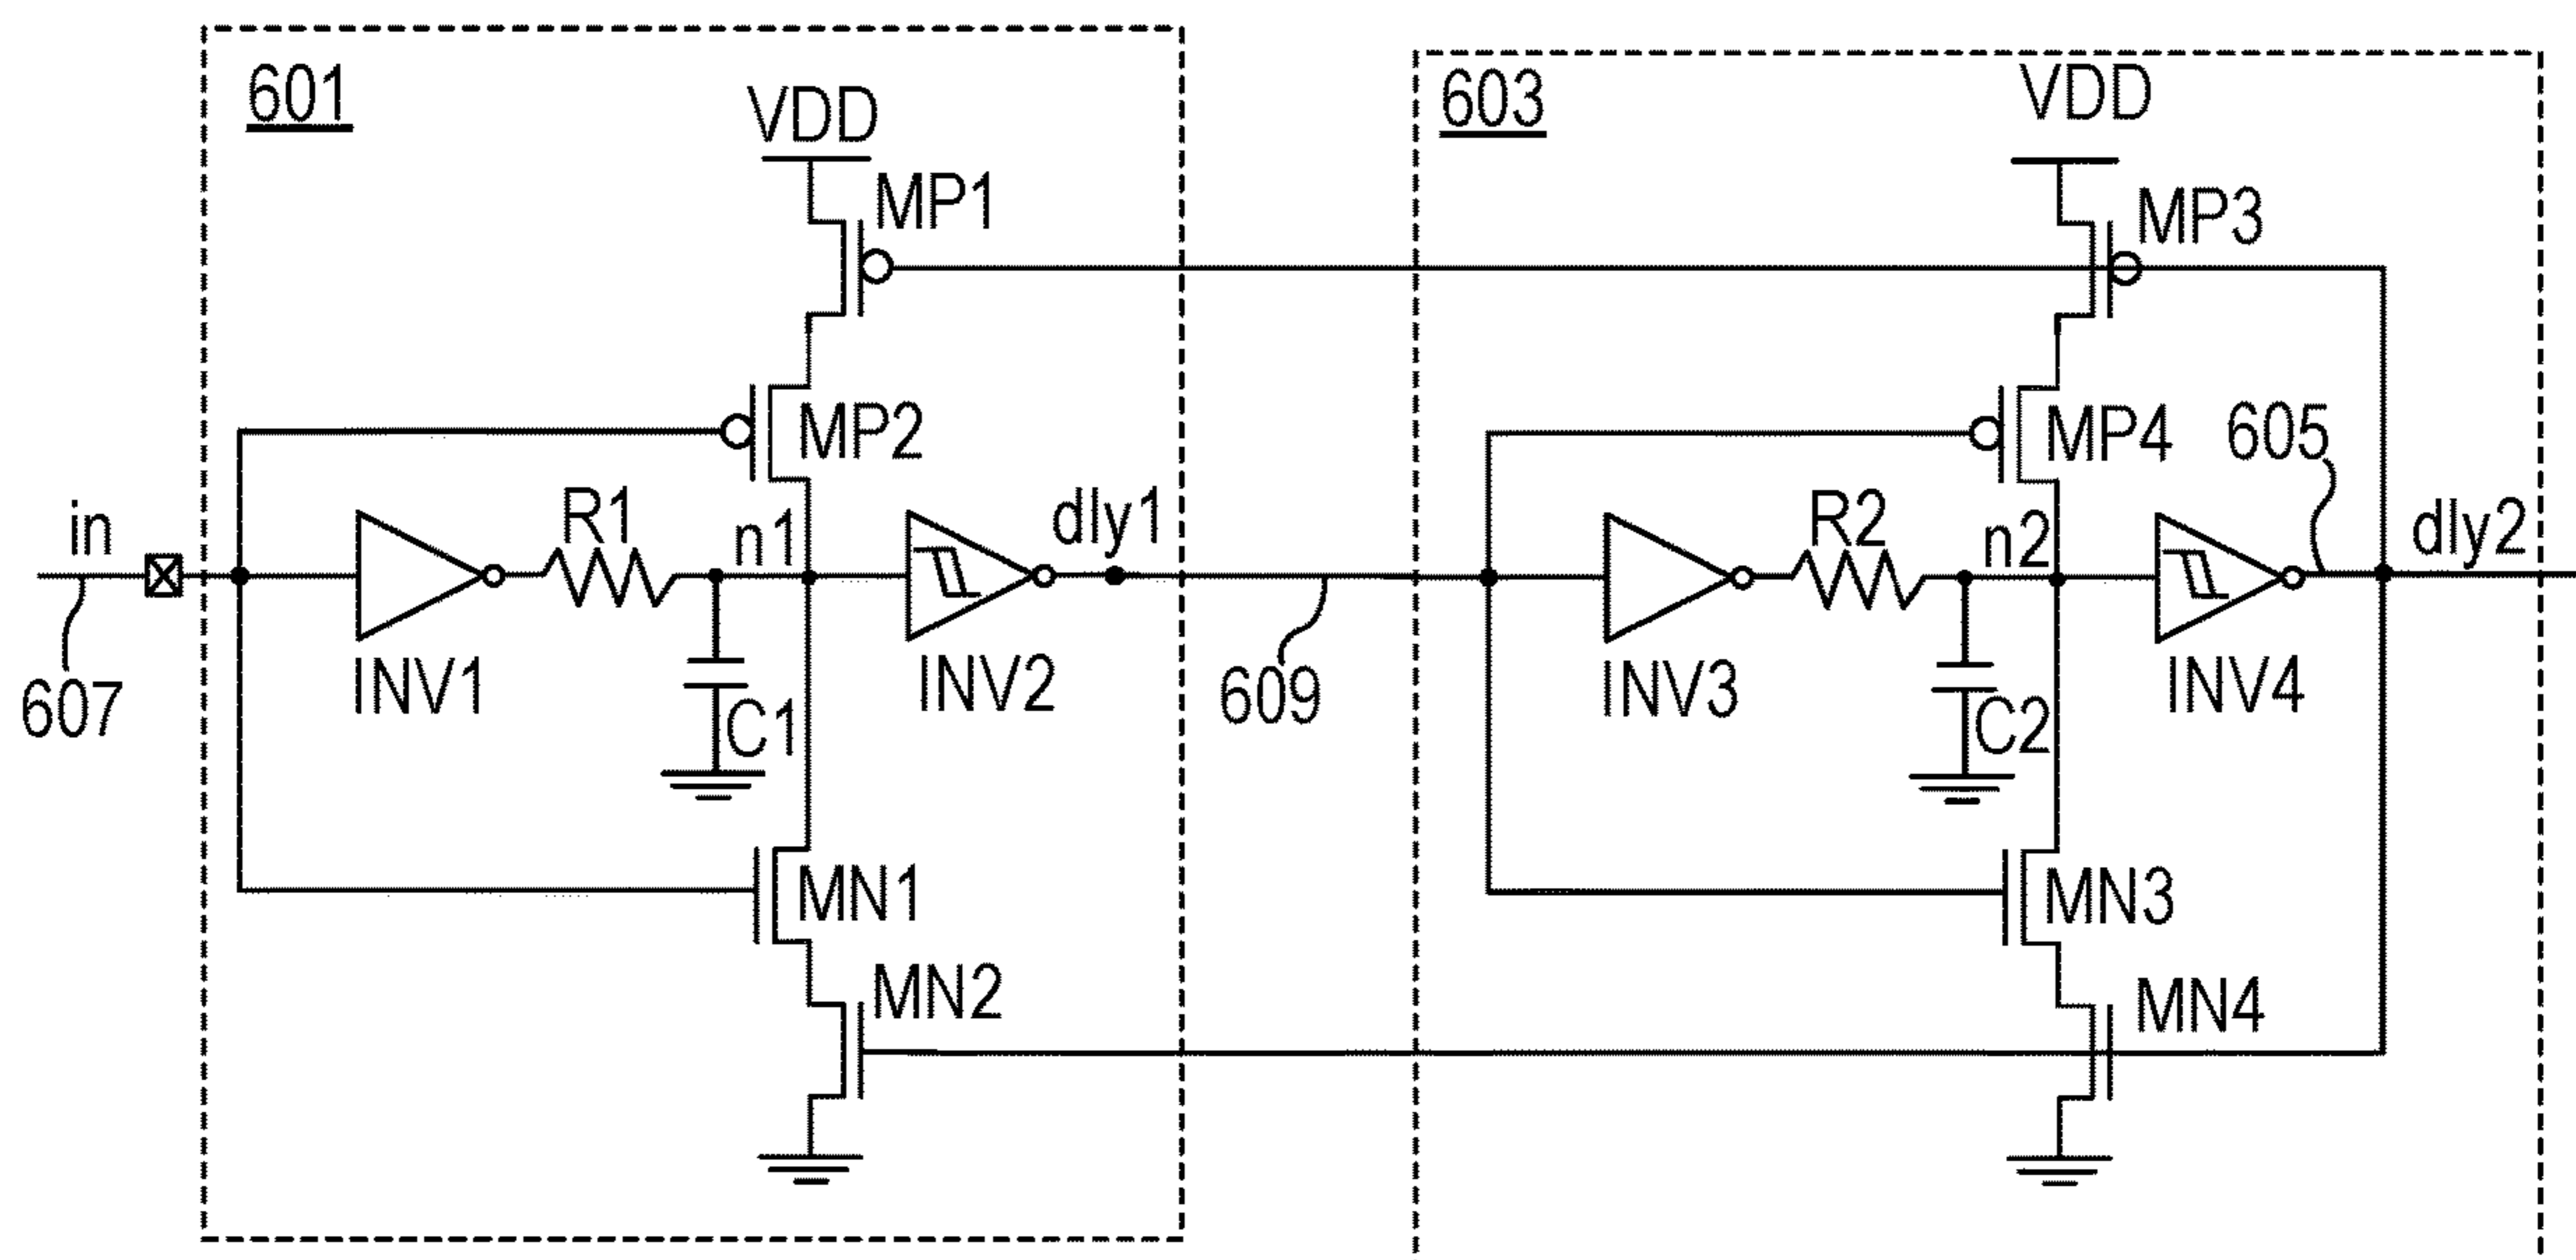 601
VDD
MP1
MP2
in
607
INV1
R1
n1
C1
INV2
dly1
MN1
MN2
609
603
VDD
MP3
MP4
605
dly2
INV3
R2
n2
C2
INV4
MN3
MN4